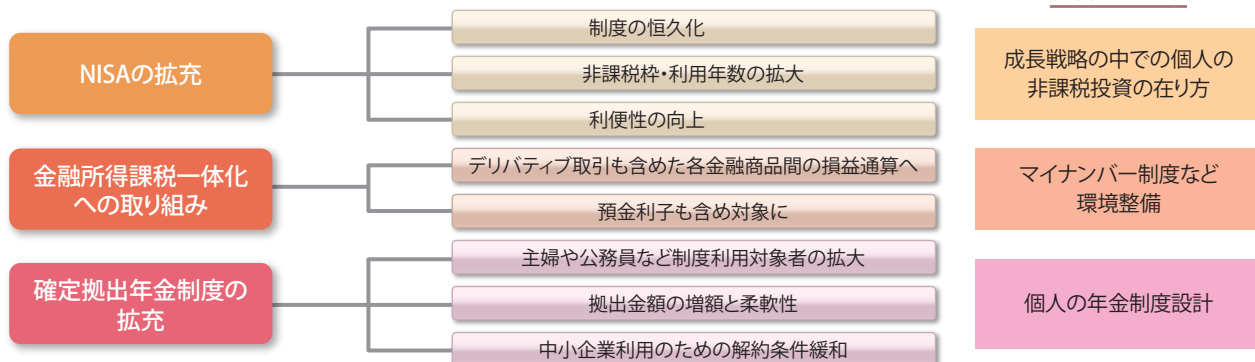 NISAの拡充
制度の恒久化
非課税枠・利用年数の拡大
利便性の向上
成長戦略の中での個人の
非課税投資の在り方
金融所得課税一体化
への取り組み
デリバティブ取引も含めた各金融商品間の損益通算へ
預金利子も含め対象に
マイナンバー制度など
環境整備
確定拠出年金制度の
拡充
主婦や公務員など制度利用対象者の拡大
拠出金額の増額と柔軟性
中小企業利用のための解約条件緩和
個人の年金制度設計